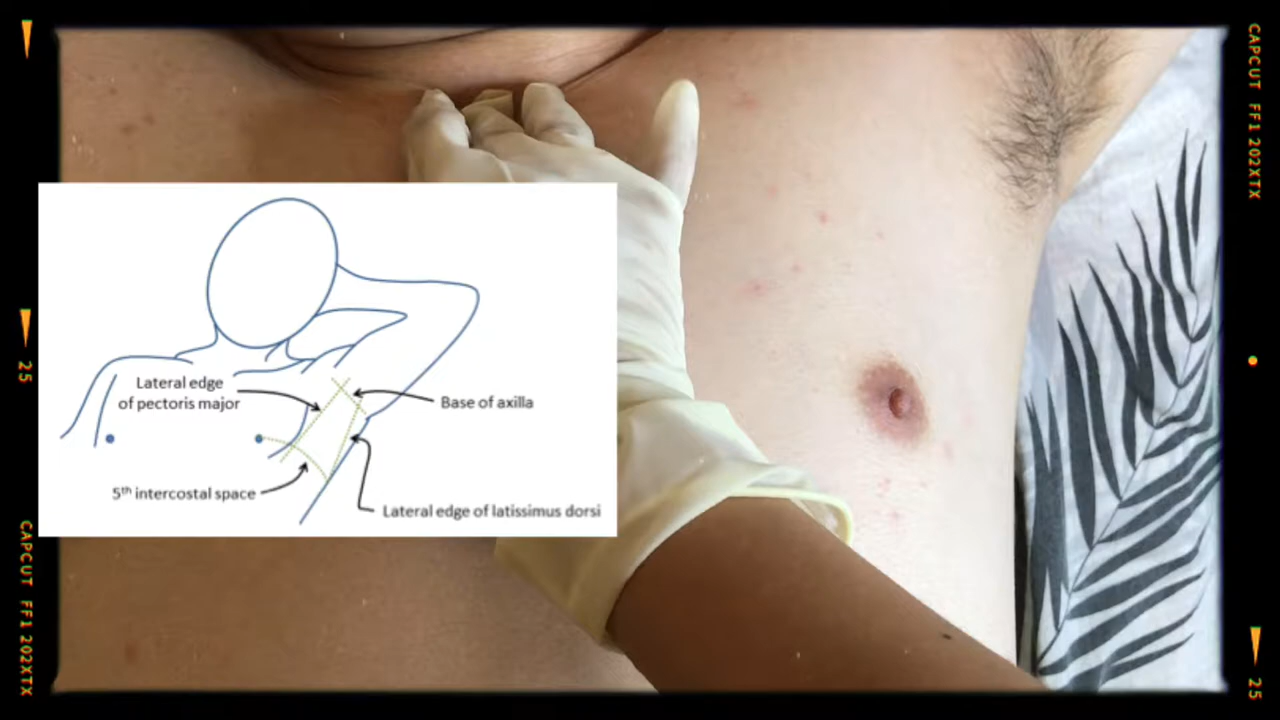 CAPCUT FF1 202XTX
25
Lateral edge
of pectoris major
Base of axilla
5th intercostal space
Lateral edge of latissimus dorsi
CAPCUT FF1 202XTX
25